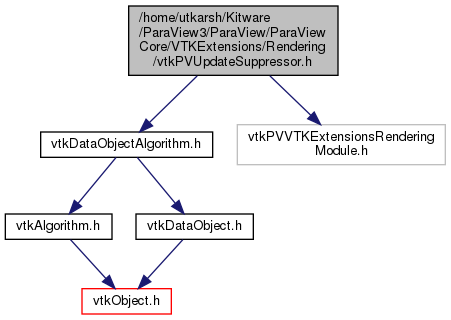 /home/utkarsh/Kitware
/ParaView3/ParaView/ParaView
Core/VTKExtensions/Rendering
/vtkPVUpdateSuppressor.h
vtkDataObjectAlgorithm.h
vtkPVVTKExtensionsRendering
Module.h
vtkAlgorithm.h
vtkDataObject.h
vtkObject.h